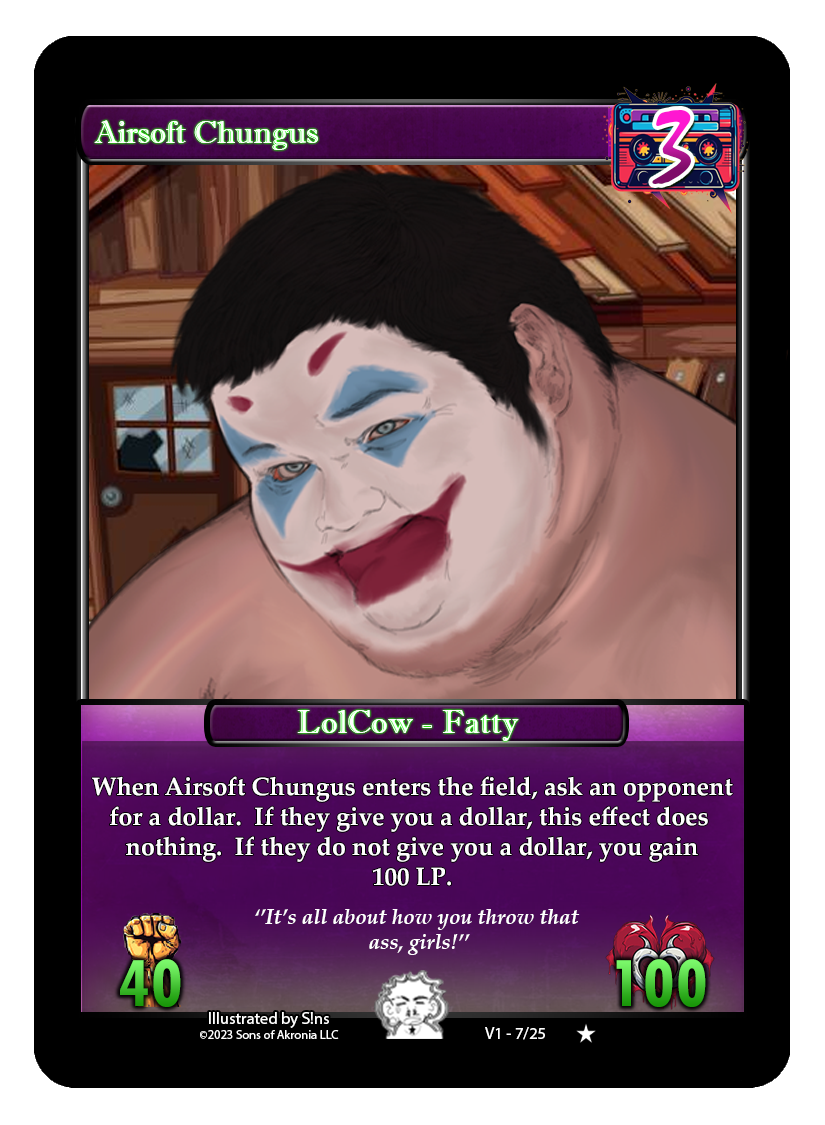 Airsoft Chungus
3
LolCow - Fatty
When Airsoft Chungus enters the field, ask an opponent
for a dollar.  If they give you a dollar, this effect does
nothing.  If they do not give you a dollar, you gain
100 LP.
“It's all about how you throw that
ass, girls!”
40
100
Illustrated by S!ns
©2023 Sons of Akronia LLC
V1 - 7/25